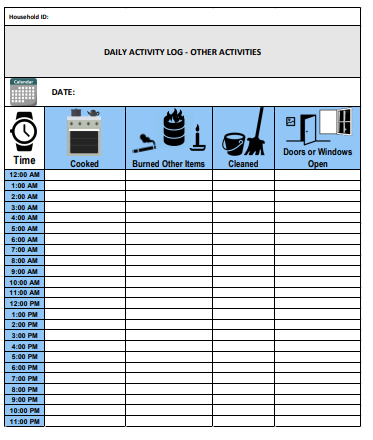 Household ID:
DAILY ACTIVITY LOG - OTHER ACTIVITIES
Calendar
DATE:
Time
Cooked
Burned Other Items
Cleaned
Doors or Windows
Open
12:00 AM
1:00 AM
2:00 AM
3:00 AM
4:00 AM
5:00 AM
6:00 AM
7:00 AM
8:00 AM
9:00 AM
10:00 AM
11:00 AM
12:00 PM
1:00 PM
2:00 PM
3:00 PM
4:00 PM
5:00 PM
6:00 PM
7:00 PM
8:00 PM
9:00 PM
10:00 PM
11:00 PM